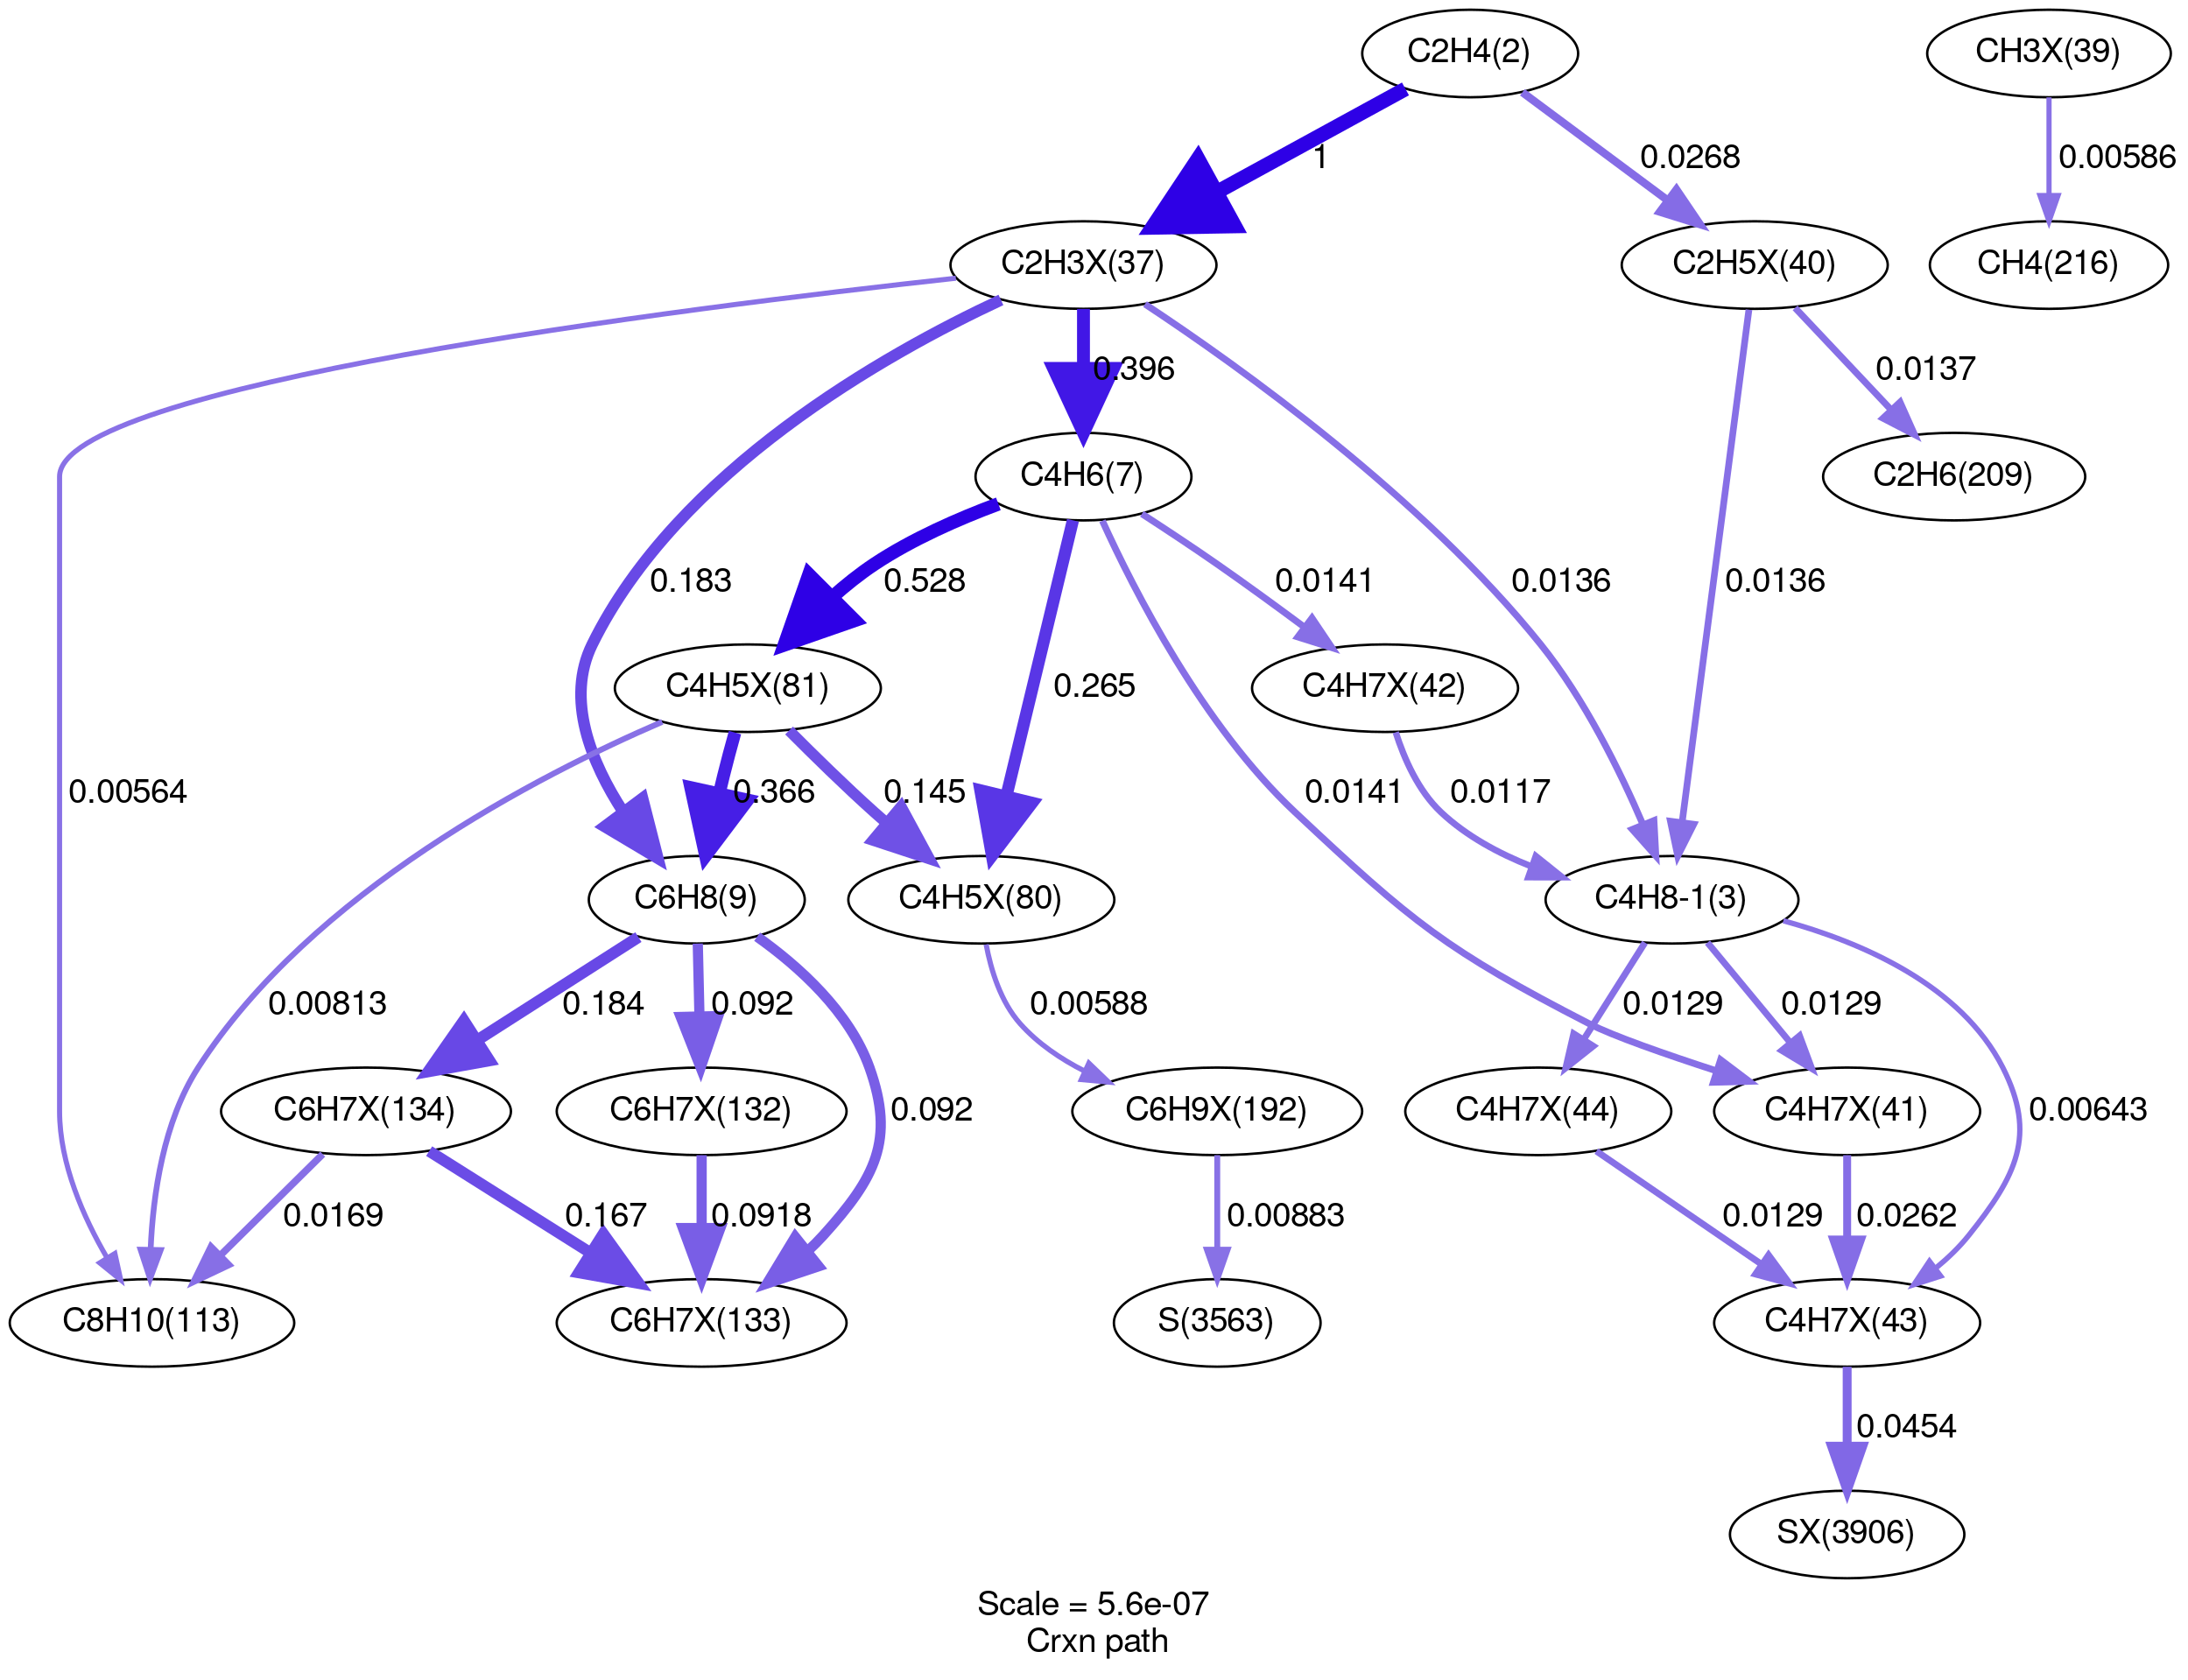 C2H4(2)
CH3X(39)
1
0.0268
0.00586
C2H3X(37)
C2H5X(40)
CH4(216)
0.396
0.0137
C4H6(7)
C2H6(209)
0.183
0.528
0.0141
0.0136
0.0136
C4H5X(81)
0.265
C4H7X(42)
0.00564
0.366
0.145
0.0141
0.0117
C6H8(9)
C4H5X(80)
C4H8-1(3)
0.00813
0.184
0.092
0.00588
0.0129
0.0129
C6H7X(134)
C6H7X(132)
0.092
C6H9X(192)
C4H7X(44)
C4H7X(41)
0.00643
0.0169
0.167
0.0918
0.00883
0.0129
0.0262
C8H10(113)
C6H7X(133)
S(3563)
C4H7X(43)
0.0454
SX(3906)
Scale = 5.6e-07
Crxn path